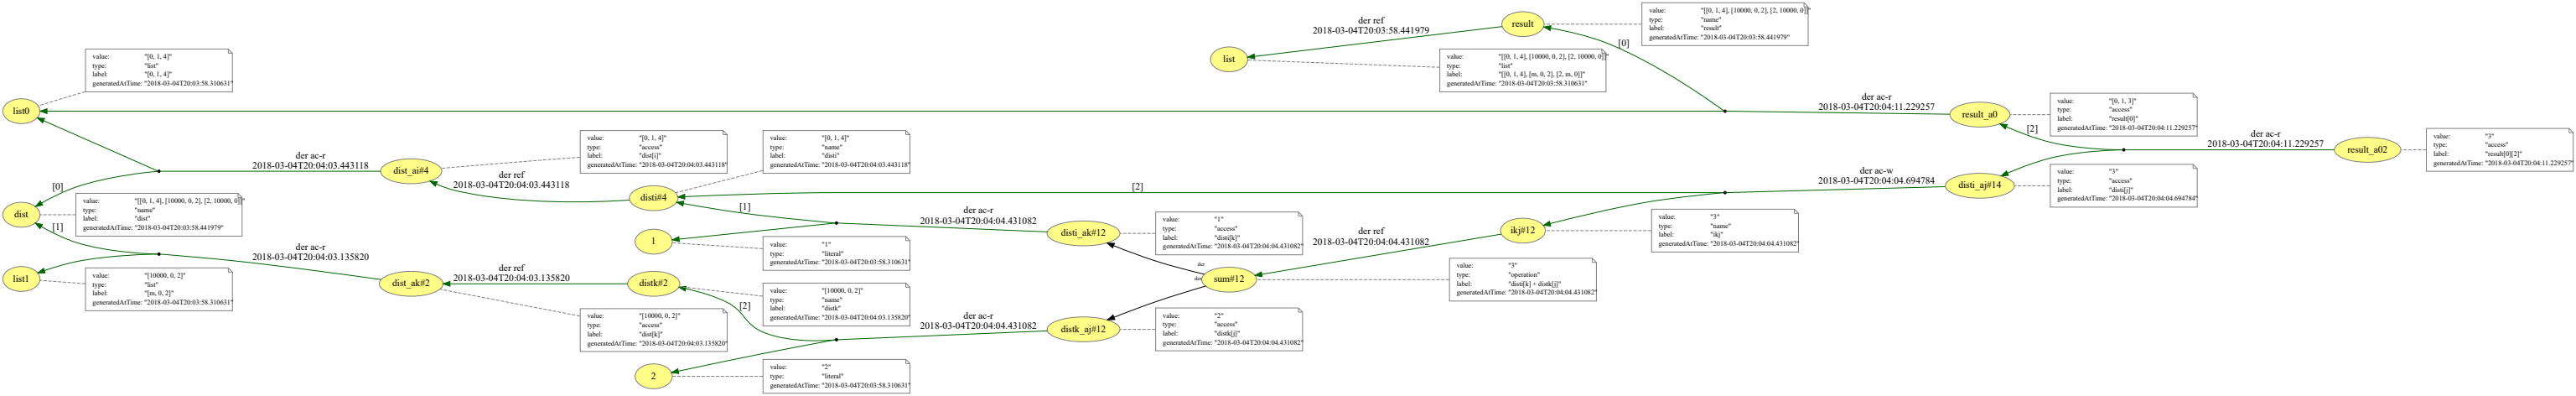 result
value: "[[0, 1, 4], [10000, 0, 2], [2, 10000, 0]]"
type: "name"
label: "result"
generatedAtTime: "2018-03-04T20:03:58.441979"
der ref
2018-03-04T20:03:58.441979
[0]
list
value: "[[0, 1, 4], [10000, 0, 2], [2, 10000, 0]]"
type: "list"
label: "[[0, 1, 4], [m, 0, 2], [2, m, 0]]"
generatedAtTime: "2018-03-04T20:03:58.310631"
value: "[0, 1, 4]"
type: "list"
label: "[0, 1, 4]"
generatedAtTime: "2018-03-04T20:03:58.310631"
list0
der ac-r
2018-03-04T20:04:11.229257
result_a0
value: "[0, 1, 3]"
type: "access"
label: "result[0]"
generatedAtTime: "2018-03-04T20:04:11.229257"
[2]
der ac-r
2018-03-04T20:04:11.229257
result_a02
value: "3"
type: "access"
label: "result[0][2]"
generatedAtTime: "2018-03-04T20:04:11.229257"
der ac-r
2018-03-04T20:04:03.443118
[0]
dist_ai#4
value: "[0, 1, 4]"
type: "access"
label: "dist[i]"
generatedAtTime: "2018-03-04T20:04:03.443118"
der ref
2018-03-04T20:04:03.443118
value: "[0, 1, 4]"
type: "name"
label: "disti"
generatedAtTime: "2018-03-04T20:04:03.443118"
disti#4
[2]
der ac-w
2018-03-04T20:04:04.694784
disti_aj#14
value: "3"
type: "access"
label: "disti[j]"
generatedAtTime: "2018-03-04T20:04:04.694784"
dist
value: "[[0, 1, 4], [10000, 0, 2], [2, 10000, 0]]"
type: "name"
label: "dist"
generatedAtTime: "2018-03-04T20:03:58.441979"
[1]
[1]
der ac-r
2018-03-04T20:04:04.431082
disti_ak#12
value: "1"
type: "access"
label: "disti[k]"
generatedAtTime: "2018-03-04T20:04:04.431082"
1
value: "1"
type: "literal"
generatedAtTime: "2018-03-04T20:03:58.310631"
der ref
2018-03-04T20:04:04.431082
ikj#12
value: "3"
type: "name"
label: "ikj"
generatedAtTime: "2018-03-04T20:04:04.431082"
der
der
sum#12
value: "3"
type: "operation"
label: "disti[k] + distk[j]"
generatedAtTime: "2018-03-04T20:04:04.431082"
list1
value: "[10000, 0, 2]"
type: "list"
label: "[m, 0, 2]"
generatedAtTime: "2018-03-04T20:03:58.310631"
der ac-r
2018-03-04T20:04:03.135820
dist_ak#2
value: "[10000, 0, 2]"
type: "access"
label: "dist[k]"
generatedAtTime: "2018-03-04T20:04:03.135820"
der ref
2018-03-04T20:04:03.135820
distk#2
value: "[10000, 0, 2]"
type: "name"
label: "distk"
generatedAtTime: "2018-03-04T20:04:03.135820"
[2]
der ac-r
2018-03-04T20:04:04.431082
distk_aj#12
value: "2"
type: "access"
label: "distk[j]"
generatedAtTime: "2018-03-04T20:04:04.431082"
2
value: "2"
type: "literal"
generatedAtTime: "2018-03-04T20:03:58.310631"